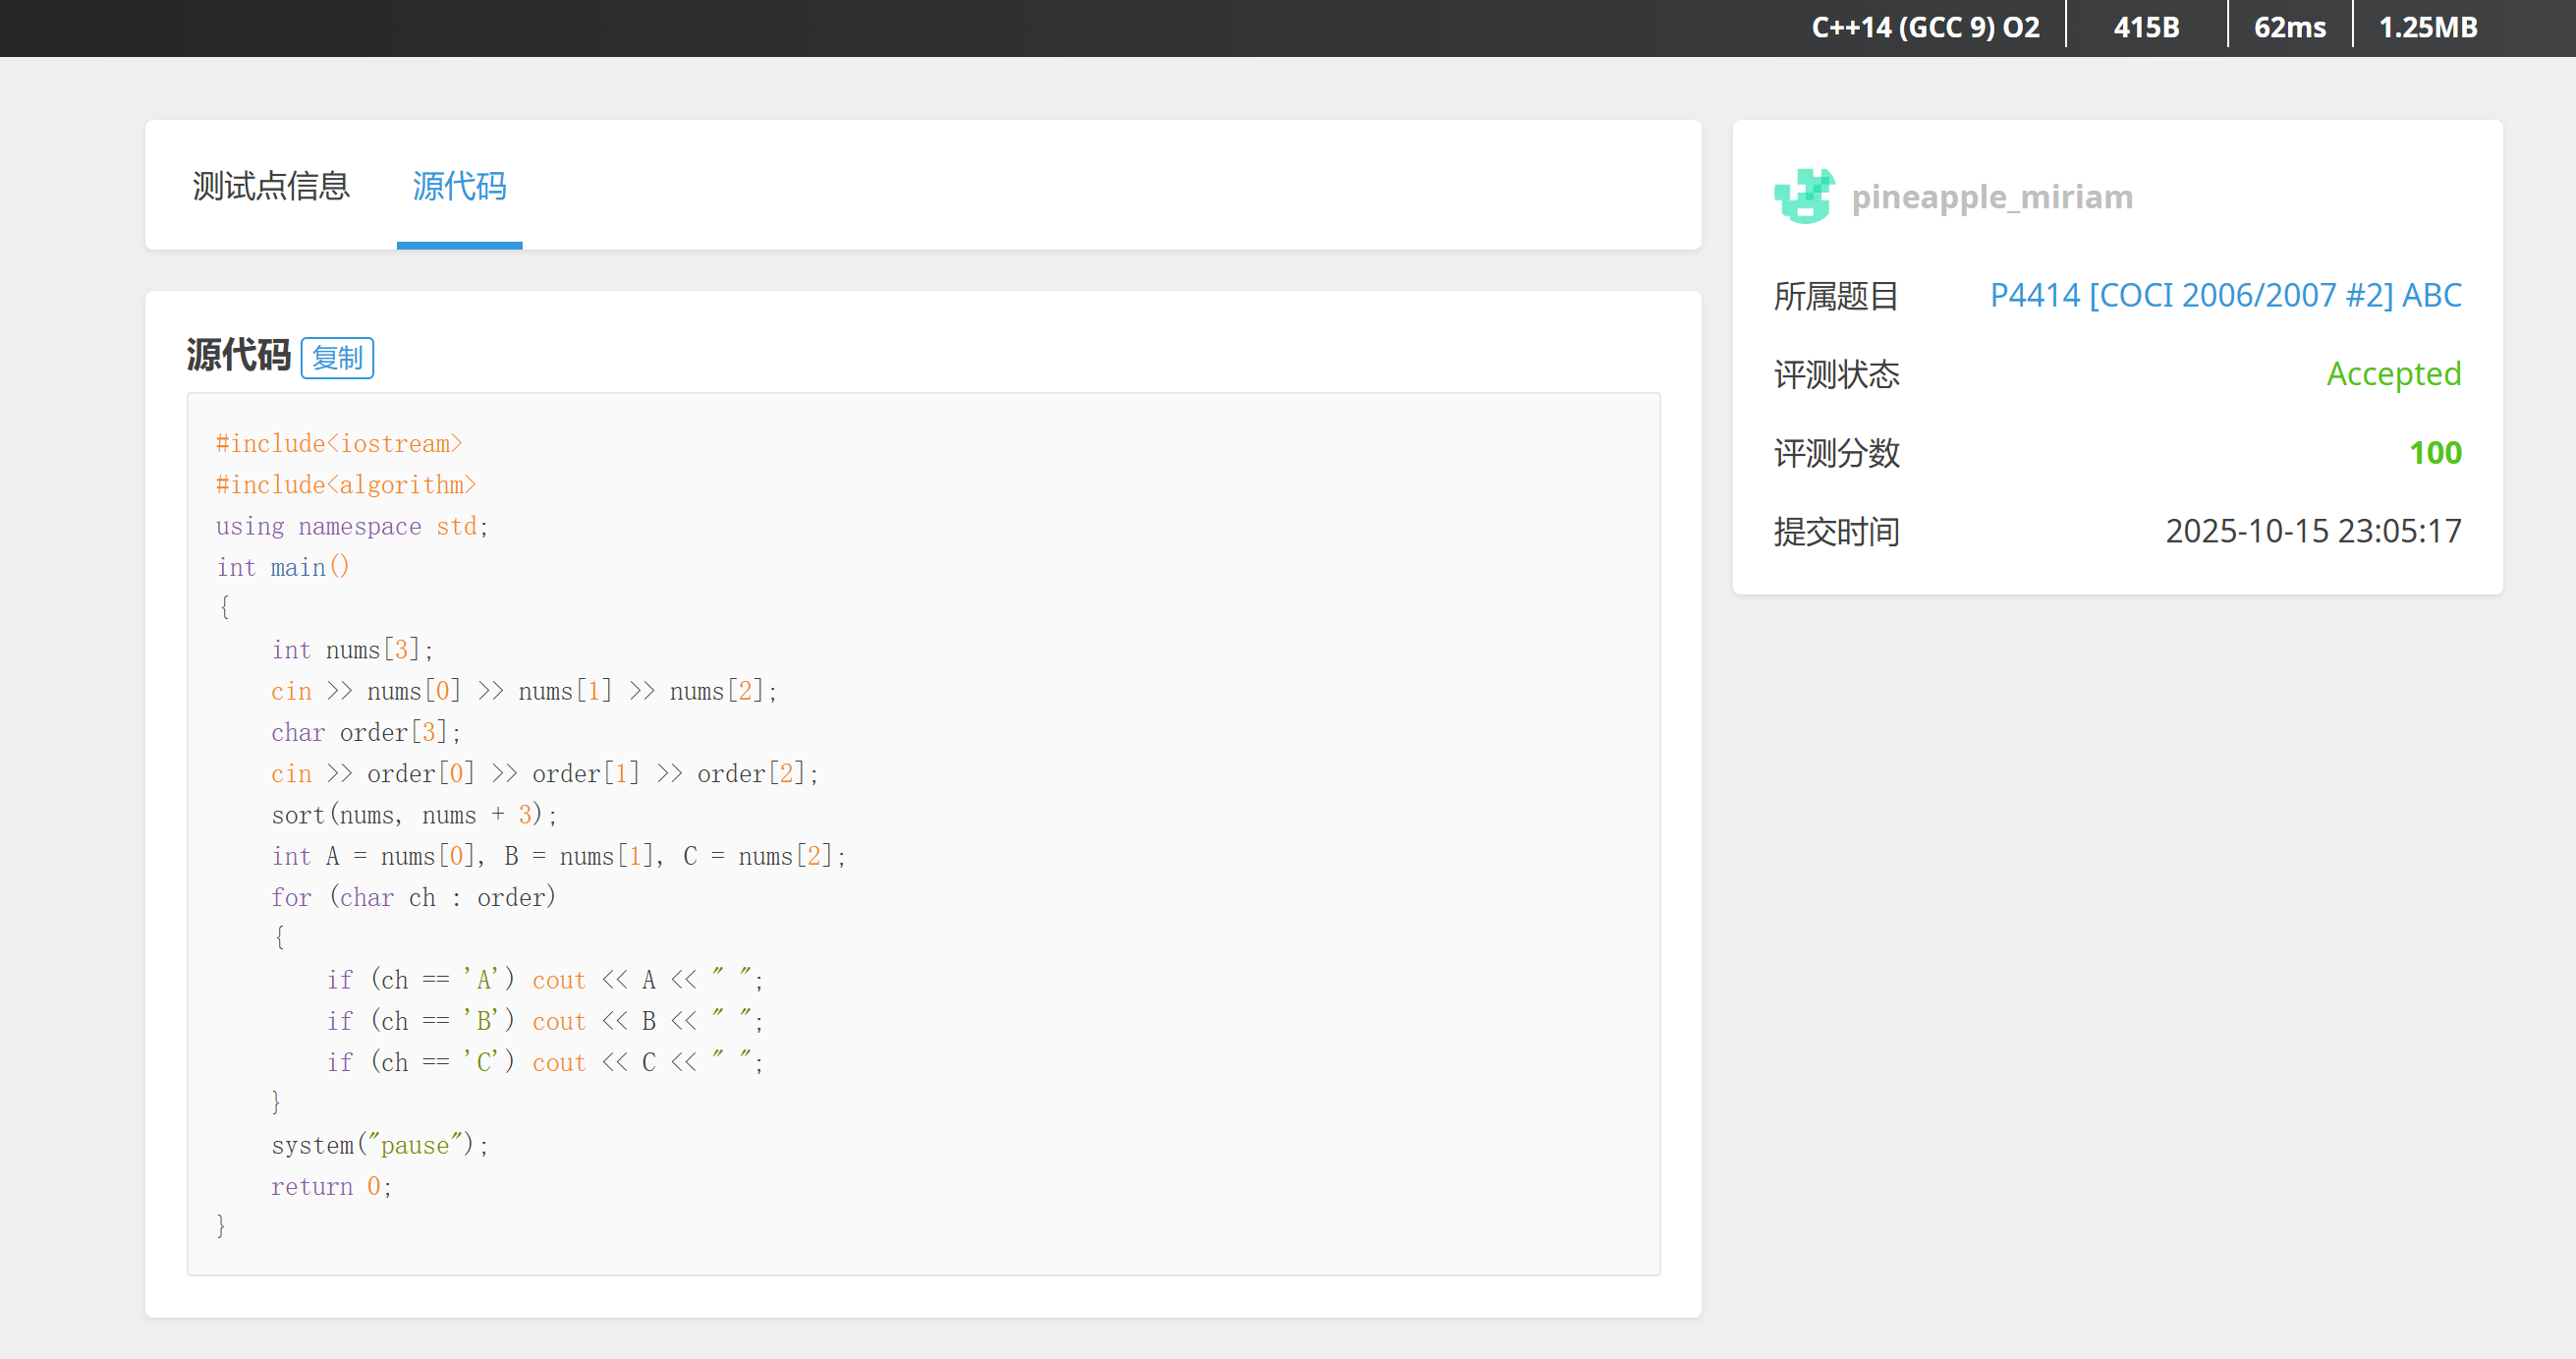 C++14 (GCC 9) O2 415B 62ms 1.25MB
测试点信息 源代码
源代码 复制
#include<iostream>
#include<algorithm>
using namespace std;
int main()
{
    int nums[3];
    cin >> nums[0] >> nums[1] >> nums[2];
    char order[3];
    cin >> order[0] >> order[1] >> order[2];
    sort(nums, nums + 3);
    int A = nums[0], B = nums[1], C = nums[2];
    for (char ch : order)
    {
        if (ch == 'A') cout << A << " ";
        if (ch == 'B') cout << B << " ";
        if (ch == 'C') cout << C << " ";
    }
    system("pause");
    return 0;
}
pineapple_miriam
所属题目 P4414 [COCI 2006/2007 #2] ABC
评测状态 Accepted
评测分数 100
提交时间 2025-10-15 23:05:17